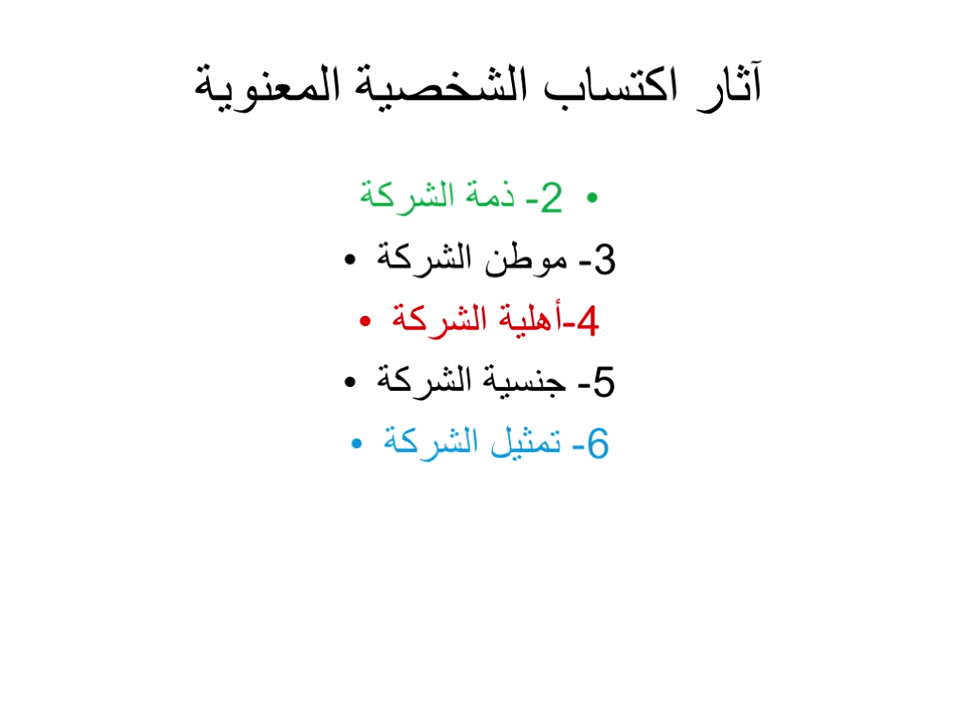 آثار اكتساب الشخصية المعنوية
• 2- ذمة الشركة
3- موطن الشركة •
4-أهلية الشركة •
5- جنسية الشركة •
6- تمثيل الشركة •